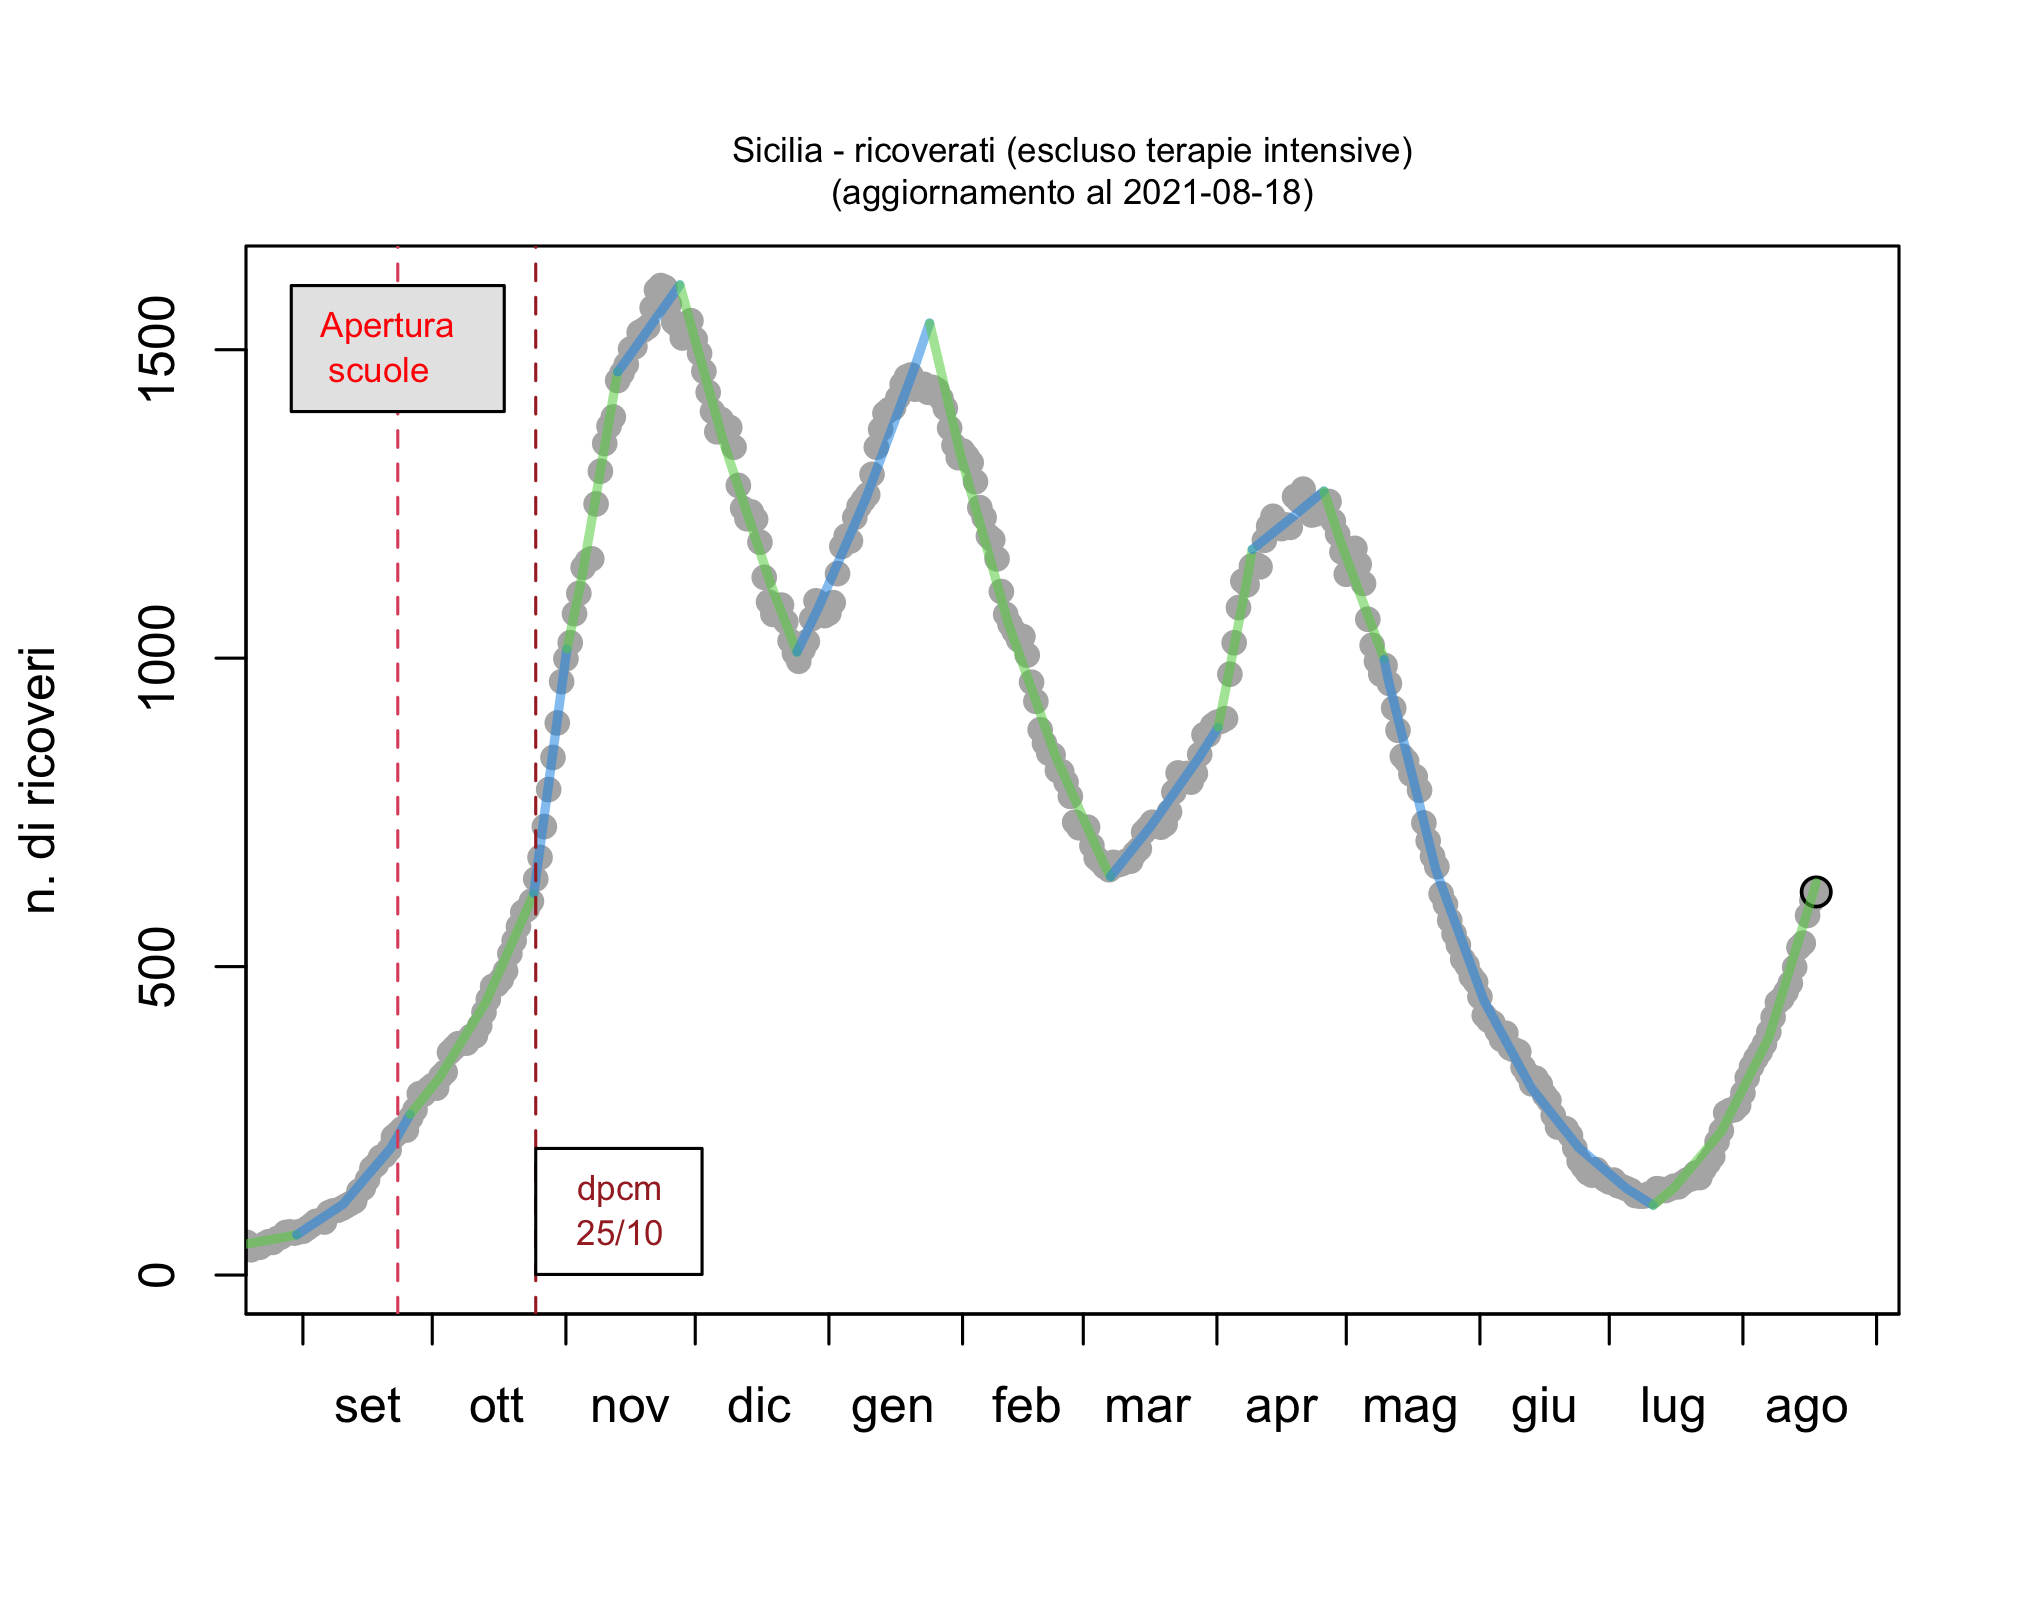 Sicilia - ricoverati (escluso terapie intensive)
(aggiornamento al 2021-08-18)
n. di ricoveri
1500
1000
500
0
Apertura
scuole
dpcm
25/10
set ott nov dic gen feb mar apr mag giu lug ago